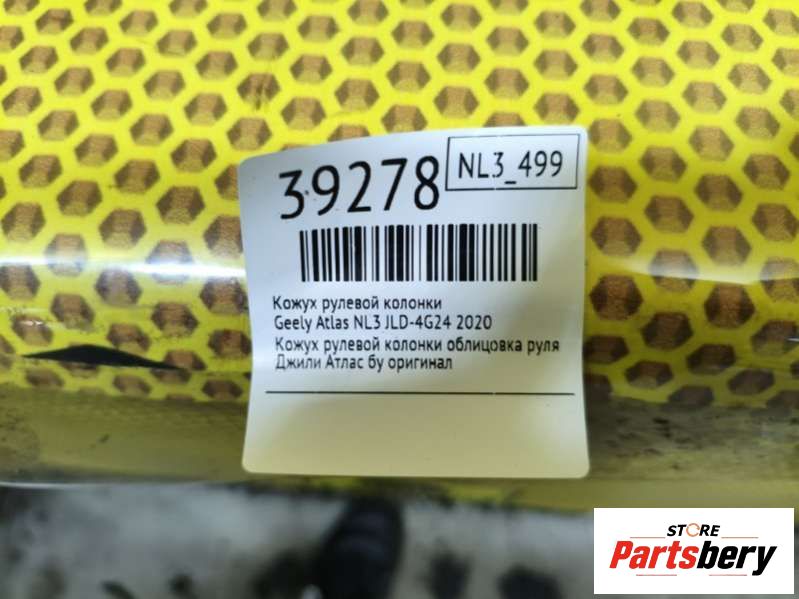 39278
NL3_499
Кожух рулевой колонки
Geely Atlas NL3 JLD-4G24 2020
Кожух рулевой колонки облицовка руля
Джили Атлас бу оригинал
STORE
Partsbery